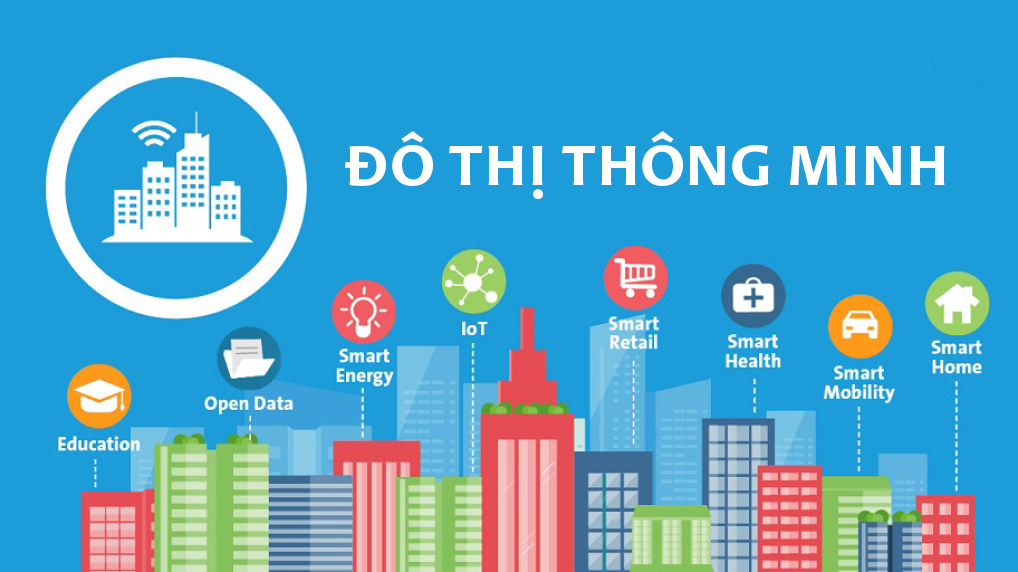 ĐÔ THỊ THÔNG MINH
Education
Open Data
Smart
Energy
IoT
Smart
Retail
Smart
Health
Smart
Mobility
Smart
Home